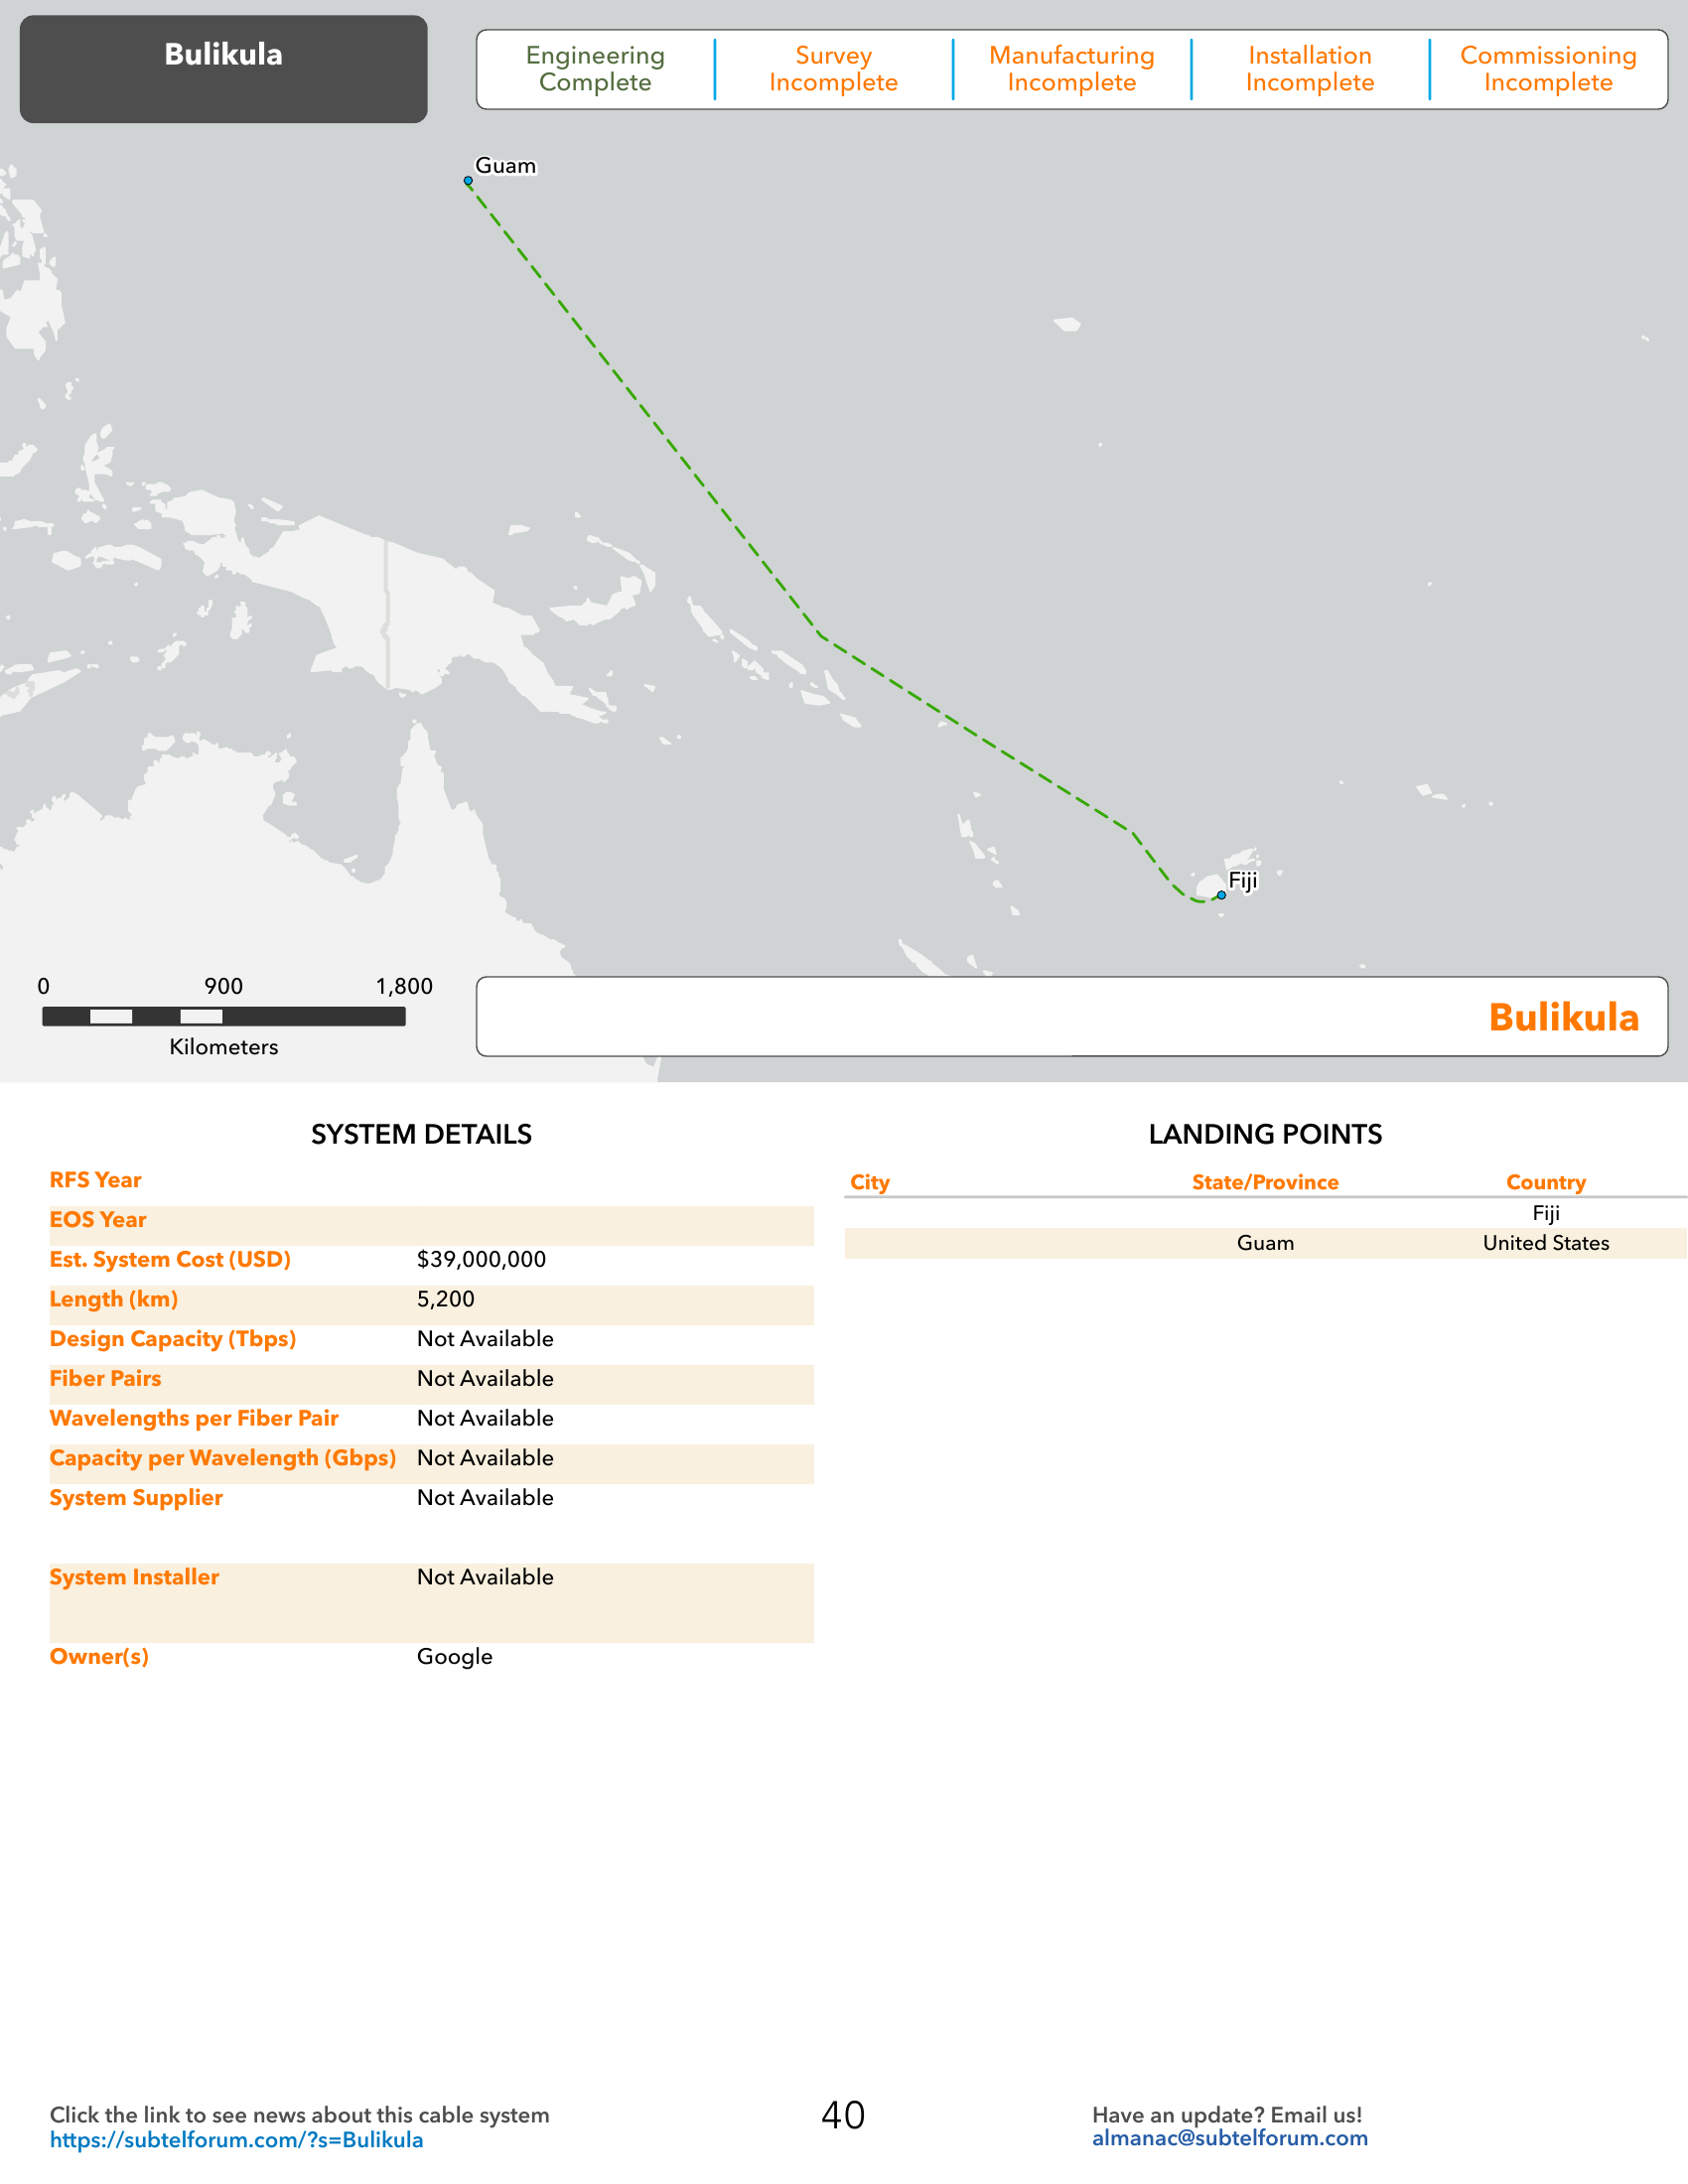 Bulikula
Engineering
Complete
Survey
Incomplete
Manufacturing
Incomplete
Installation
Incomplete
Commissioning
Incomplete
Guam
Fiji
0 900 1,800
Kilometers
Bulikula
SYSTEM DETAILS
RFS Year
EOS Year
Est. System Cost (USD) $39,000,000
Length (km) 5,200
Design Capacity (Tbps) Not Available
Fiber Pairs Not Available
Wavelengths per Fiber Pair Not Available
Capacity per Wavelength (Gbps) Not Available
System Supplier Not Available
System Installer Not Available
Owner(s) Google
LANDING POINTS
City State/Province Country
Fiji
Guam United States
Click the link to see news about this cable system
https://subtelforum.com/?s=Bulikula
40
Have an update? Email us!
almanac@subtelforum.com